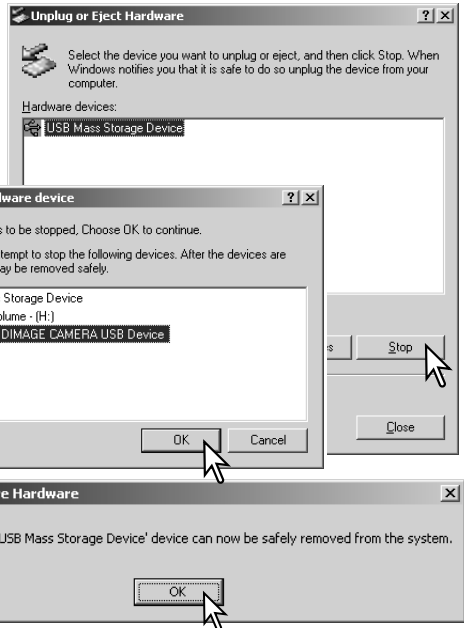 Unplug or Eject Hardware
Select the device you want to unplug or eject, and then click Stop. When
Windows notifies you that it is safe to do so unplug the device from your
computer.
Hardware devices:
USB Mass Storage Device
device
to be stopped, Choose OK to continue.
to stop the following devices. After the devices are
be removed safely.
Storage Device
- (H:)
DIMAGE CAMERA USB Device
Stop
OK
Cancel
Close
Hardware
USB Mass Storage Device' device can now be safely removed from the system.
OK